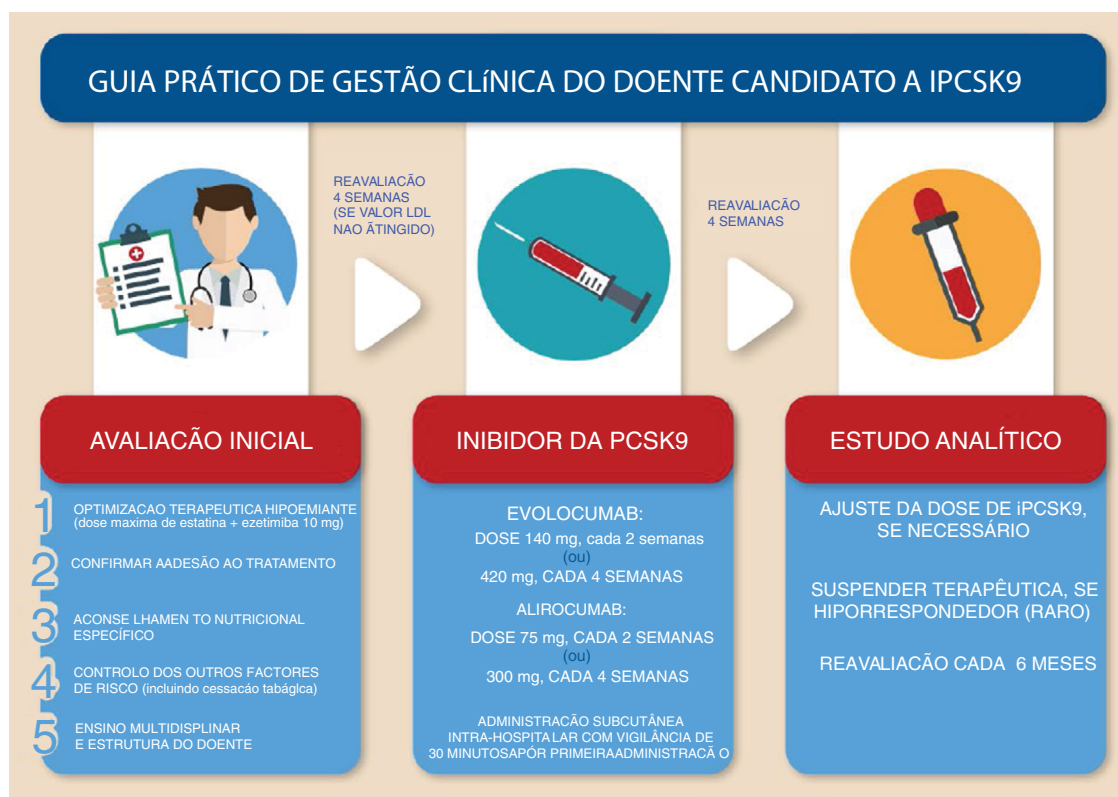 GUIA PRÁTICO DE GESTÃO CLÍNICA DO DOENTE CANDIDATO A IPCSK9
REAVALIACÃO
4 SEMANAS
(SE VALOR LDL
NAO ÃTINGIDO)
REAVALIACÃO
4 SEMANAS
AVALIACÃO INICIAL
1 OPTIMIZACAO TERAPEUTICA HIPOEMIANTE
(dose maxima de estatina + ezetimiba 10 mg)
2 CONFIRMAR AADESÃO AO TRATAMENTO
3 ACONSE LHAMEN TO NUTRICIONAL
ESPECÍFICO
4 CONTROLO DOS OUTROS FACTORES
DE RISCO (incluindo cessacáo tabáglca)
5 ENSINO MULTIDISPLINAR
E ESTRUTURA DO DOENTE
INIBIDOR DA PCSK9
EVOLOCUMAB:
DOSE 140 mg, cada 2 semanas
(ou)
420 mg, CADA 4 SEMANAS
ALIROCUMAB:
DOSE 75 mg, CADA 2 SEMANAS
(ou)
300 mg, CADA 4 SEMANAS
ADMINISTRACÃO SUBCUTÂNEA
INTRA-HOSPITA LAR COM VIGILÂNCIA DE
30 MINUTOSAPÓR PRIMEIRAADMINISTRACÃ O
ESTUDO ANALÍTICO
AJUSTE DA DOSE DE iPCSK9,
SE NECESSÁRIO
SUSPENDER TERAPÊUTICA, SE
HIPORRESPONDEDOR (RARO)
REAVALIACÃO CADA 6 MESES